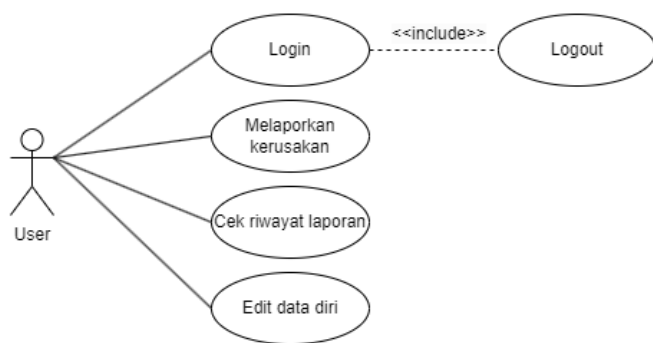 <<include>>
Login
Logout
Melaporkan
kerusakan
Cek riwayat laporan
User
Edit data diri